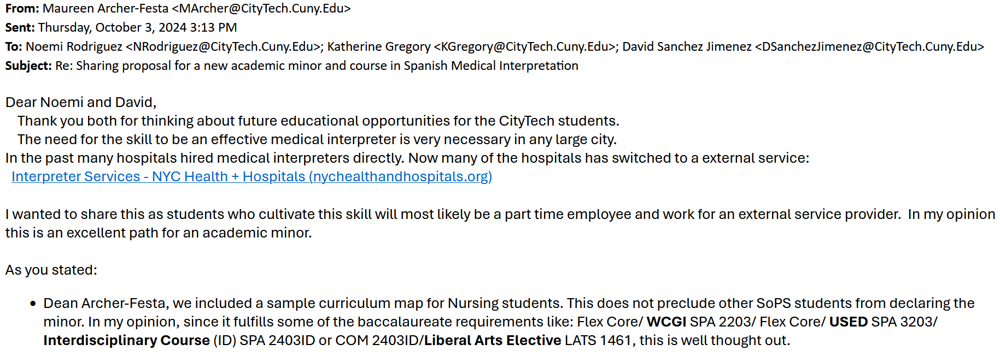 From: Maureen Archer-Festa <MArcher@CityTech.Cuny.Edu>
Sent: Thursday, October 3, 2024 3:13 PM
To: Noemi Rodriguez <NRodriguez@CityTech.Cuny.Edu>; Katherine Gregory <KGregory@CityTech.Cuny.Edu>; David Sanchez Jimenez <DSanchezJimenez@CityTech.Cuny.Edu>
Subject: Re: Sharing proposal for a new academic minor and course in Spanish Medical Interpretation
Dear Noemi and David,
Thank you both for thinking about future educational opportunities for the CityTech students.
The need for the skill to be an effective medical interpreter is very necessary in any large city.
In the past many hospitals hired medical interpreters directly. Now many of the hospitals has switched to a external service:
Interpreter Services - NYC Health + Hospitals (nychealthandhospitals.org)
I wanted to share this as students who cultivate this skill will most likely be a part time employee and work for an external service provider.  In my opinion
this is an excellent path for an academic minor.
As you stated:
• Dean Archer-Festa, we included a sample curriculum map for Nursing students. This does not preclude other SoPS students from declaring the
minor. In my opinion, since it fulfills some of the baccalaureate requirements like: Flex Core/ WCGI SPA 2203/ Flex Core/ USED SPA 3203/
Interdisciplinary Course (ID) SPA 2403ID or COM 2403ID/Liberal Arts Elective LATS 1461, this is well thought out.